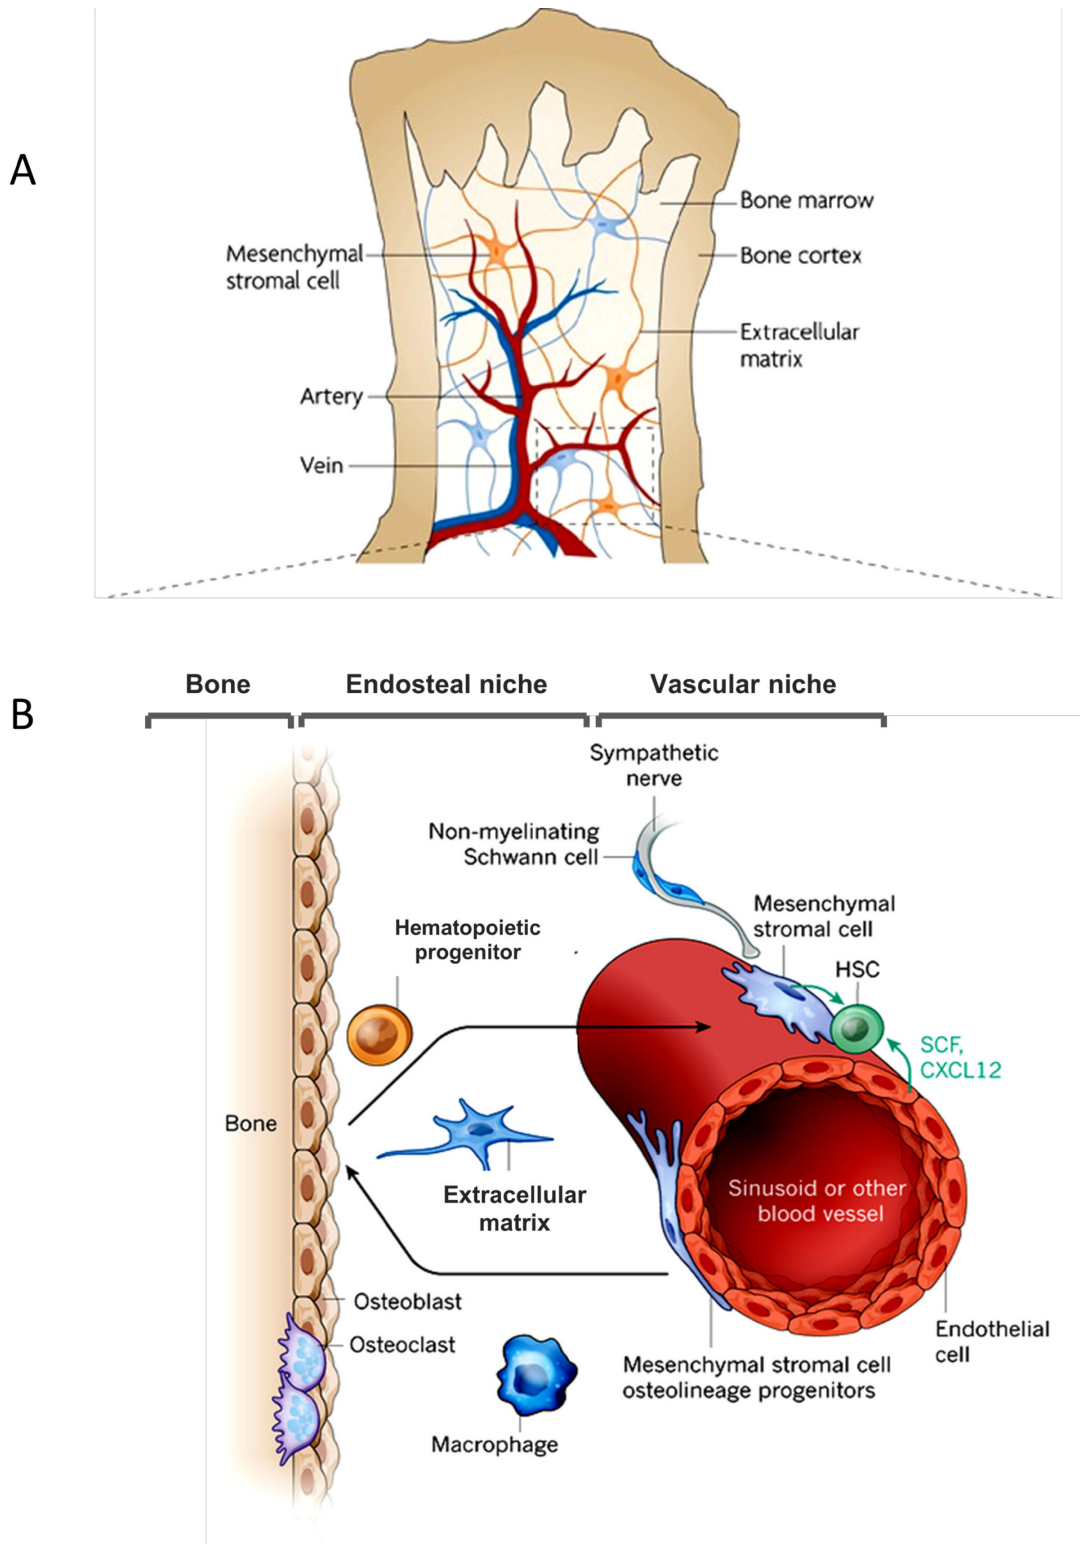 A
Bone marrow
Mesenchymal
stromal cell
Bone cortex
Extracellular
matrix
Artery
Vein
B
Bone
Endosteal niche
Vascular niche
Sympathetic
nerve
Non-myelinating
Schwann cell
Mesenchymal
stromal cell
Hematopoietic
progenitor
HSC
SCF,
CXCL12
Bone
Extracellular
matrix
Sinusoid or other
blood vessel
Osteoblast
Osteoclast
Endothelial
cell
Mesenchymal stromal cell
osteolineage progenitors
Macrophage